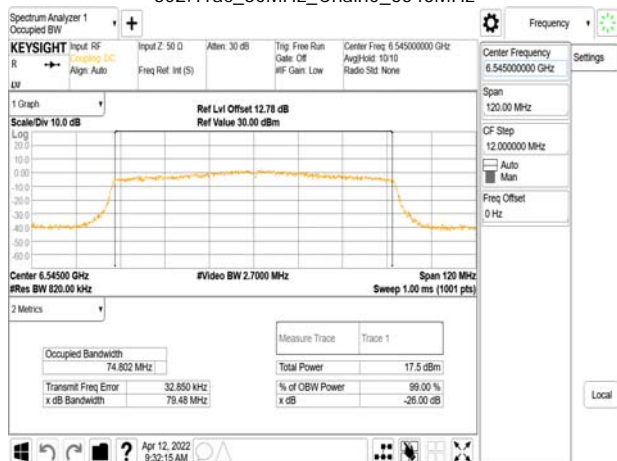 Spectrum Analyzer 1
Occupied BW
Frequency
KEYSIGHT
R
Input: RF
Coupling: DC
Align: Auto
Input Z: 50 Ω
Freq Ref: Int (S)
Atten: 30 dB
Trig: Free Run
Gate: Off
#IF Gain: Low
Center Freq: 6.545000000 GHz
Avg|Hold: 10/10
Radio Std: None
Center Frequency
6.545000000 GHz
Settings
Span
120.00 MHz
CF Step
12.000000 MHz
Auto
Man
Freq Offset
0 Hz
Local
1 Graph
Scale/Div 10.0 dB
Ref Lvl Offset 12.78 dB
Ref Value 30.00 dBm
Log
20.0
10.0
0.00
-10.0
-20.0
-30.0
-40.0
-50.0
-60.0
Center 6.54500 GHz
#Video BW 2.7000 MHz
Span 120 MHz
#Res BW 820.00 kHz
Sweep 1.00 ms (1001 pts)
2 Metrics
Measure Trace
Trace 1
Occupied Bandwidth
74.802 MHz
Total Power
17.5 dBm
Transmit Freq Error
32.850 kHz
% of OBW Power
99.00 %
x dB Bandwidth
79.48 MHz
x dB
-26.00 dB
Apr 12, 2022
9:32:15 AM